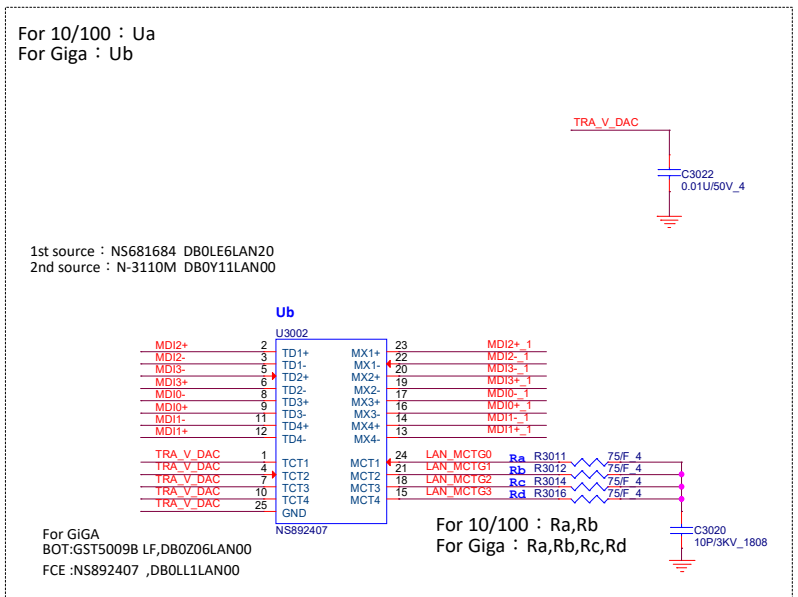 For 10/100：Ua
For Giga：Ub
TRA_V_DAC
C3022
0.01U/50V_4
1st source：NS681684 DB0LE6LAN20
2nd source：N-3110M DB0Y11LAN00
Ub
U3002
MDI2+ 2 TD1+ MX1+ 23 MDI2+_1
MDI2- 3 TD1- MX1- 22 MDI2-_1
MDI3- 5 TD2+ MX2+ 20 MDI3-_1
MDI3+ 6 TD2- MX2- 19 MDI3+_1
MDI0- 8 TD3+ MX3+ 17 MDI0-_1
MDI0+ 9 TD3- MX3- 16 MDI0+_1
MDI1- 11 TD4+ MX4+ 14 MDI1-_1
MDI1+ 12 TD4- MX4- 13 MDI1+_1
TRA_V_DAC 1 TCT1 MCT1 24 LAN_MCTG0 Ra R3011 75/F_4
TRA_V_DAC 4 TCT2 MCT2 21 LAN_MCTG1 Rb R3012 75/F_4
TRA_V_DAC 7 TCT3 MCT3 18 LAN_MCTG2 Rc R3014 75/F_4
TRA_V_DAC 10 TCT4 MCT4 15 LAN_MCTG3 Rd R3016 75/F_4
TRA_V_DAC 25 GND
NS892407
For 10/100：Ra,Rb
For Giga：Ra,Rb,Rc,Rd
C3020
10P/3KV_1808
For GiGA
BOT:GST5009B LF,DB0Z06LAN00
FCE :NS892407 ,DB0LL1LAN00